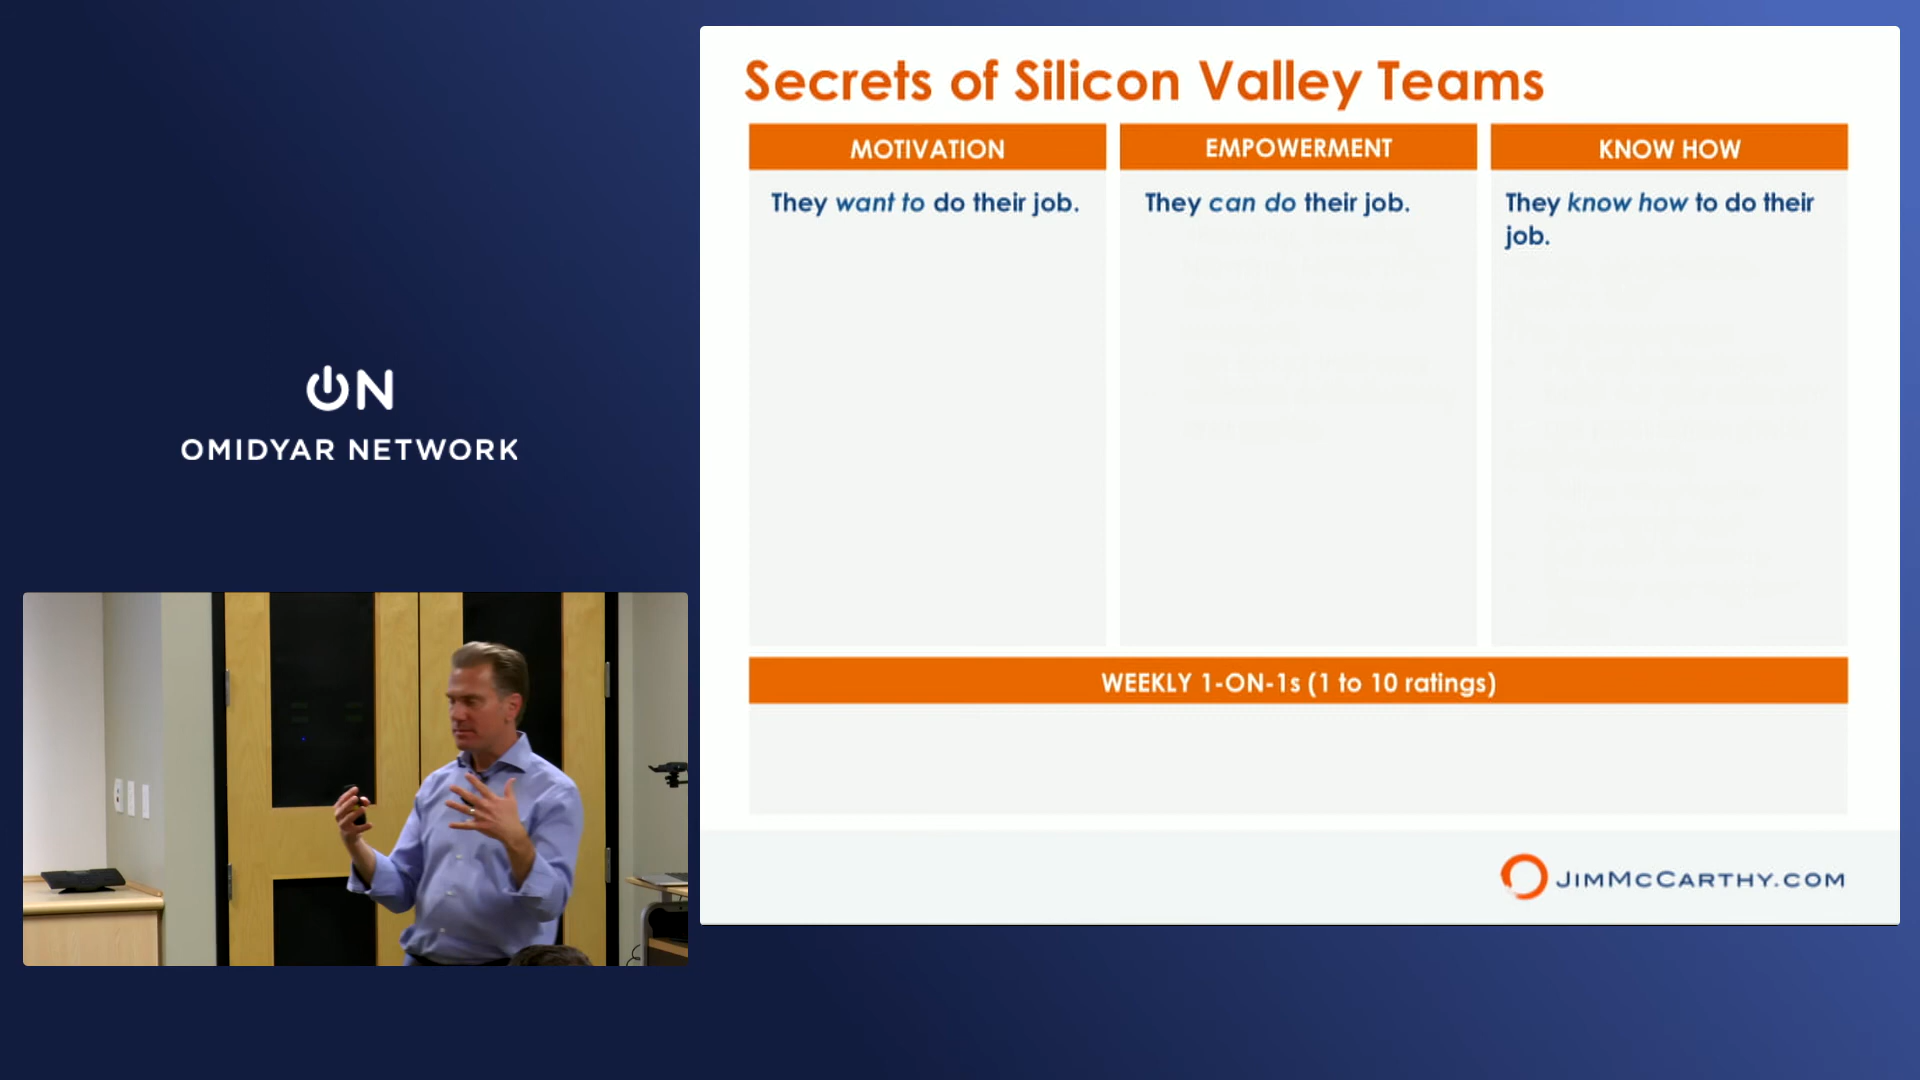 Secrets of Silicon Valley Teams
MOTIVATION
They want to do their job.
EMPOWERMENT
They can do their job.
KNOW HOW
They know how to do their
job.
WEEKLY 1-ON-1s (1 to 10 ratings)
JIMMCCARTHY.COM
ON
OMIDYAR NETWORK